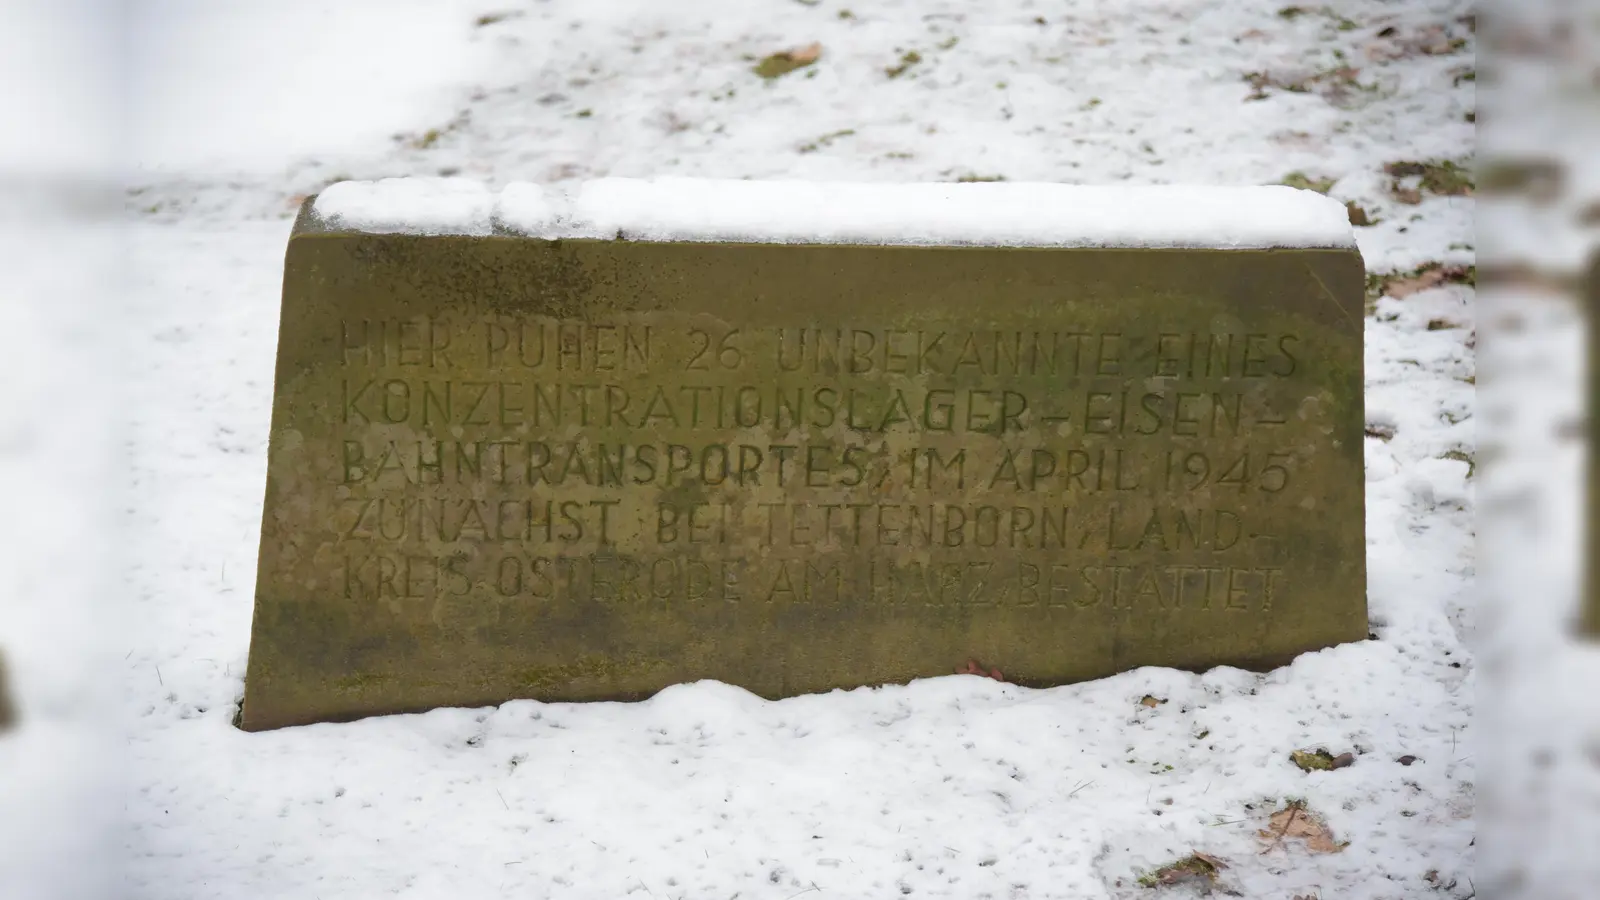 HIER RUHEN 26 UNBEKANNTE EINES
KONZENTRATIONSLAGER-EISEN-
BAHNTRANSPORTES, IM APRIL 1945
ZUNÄCHST BEI TETTENBORN, LAND-
KREIS OSTERODE AM HARZ, BESTATTET